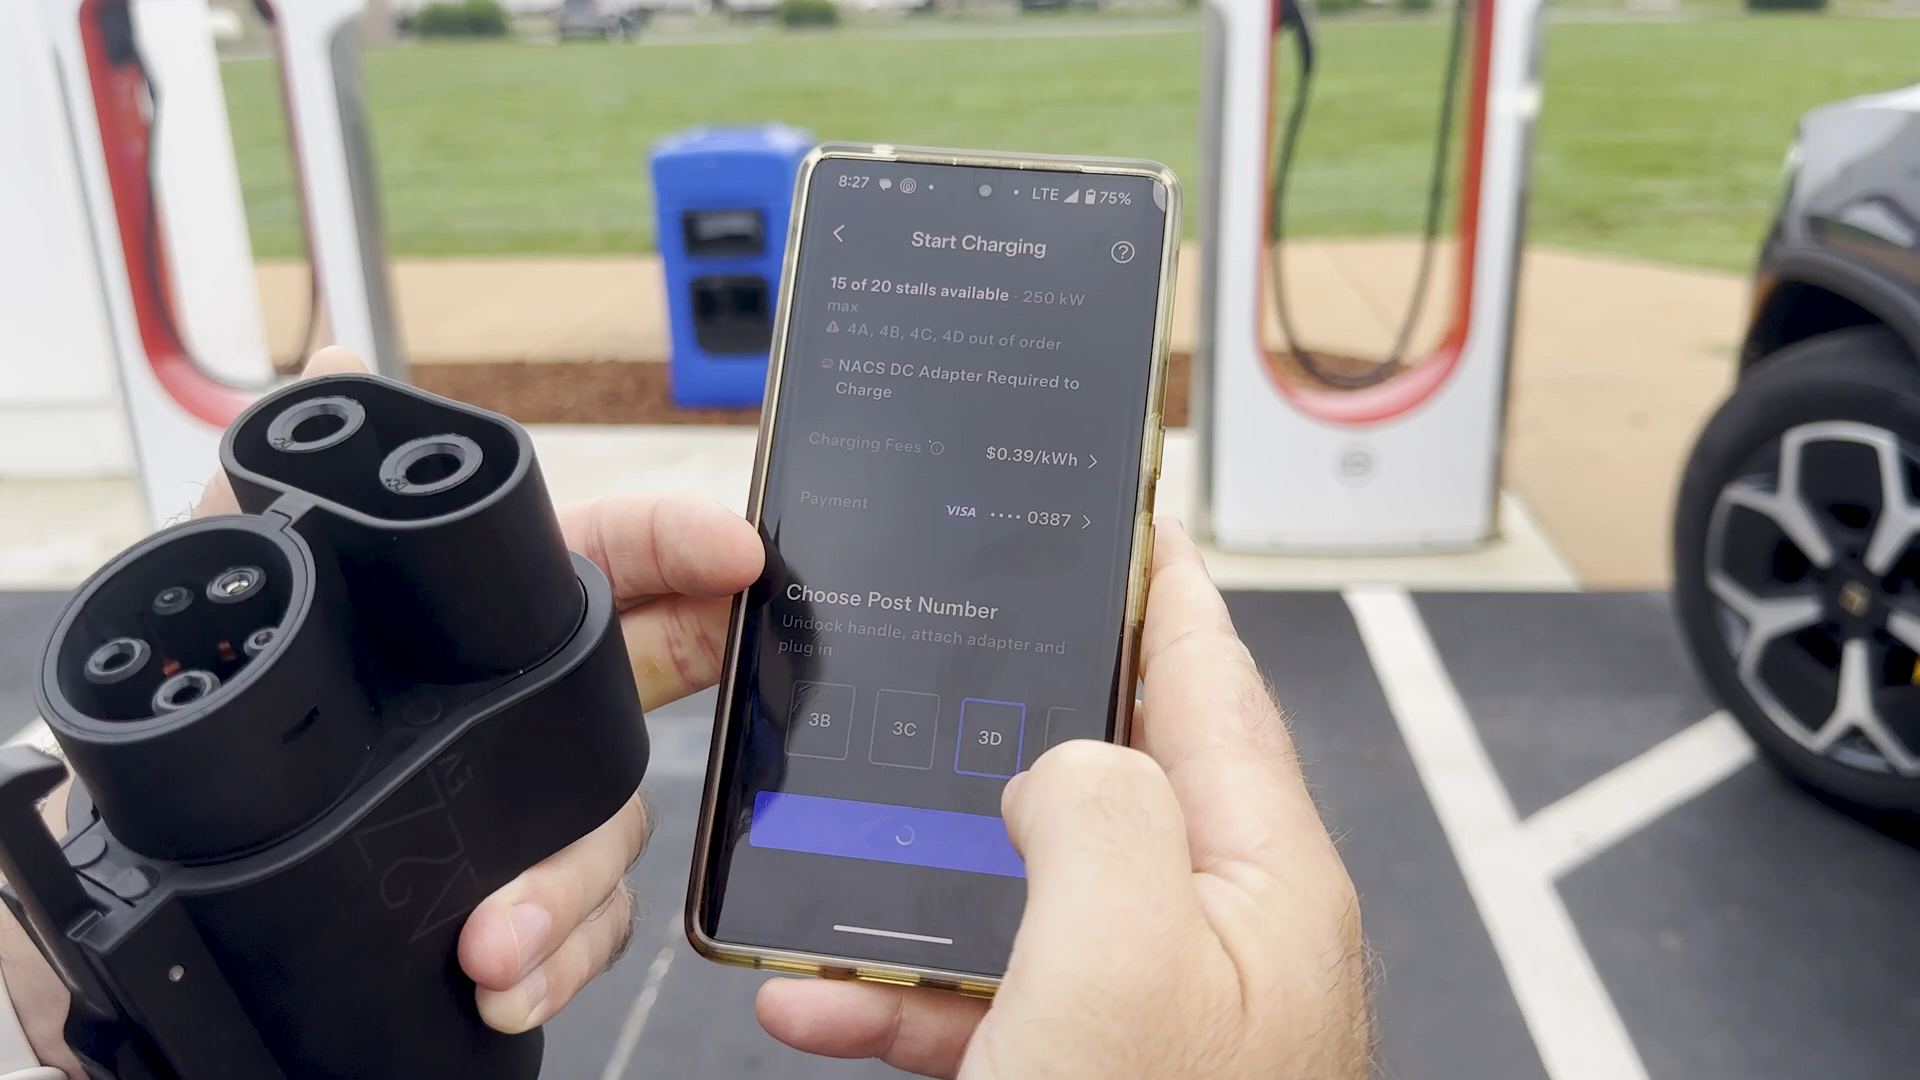 8:27 LTE 75%
Start Charging
15 of 20 stalls available · 250 kW
max
4A, 4B, 4C, 4D out of order
NACS DC Adapter Required to
Charge
Charging Fees $0.39/kWh
Payment VISA •••• 0387
Choose Post Number
Undock handle, attach adapter and
plug in
3B 3C 3D
A2Z
EV